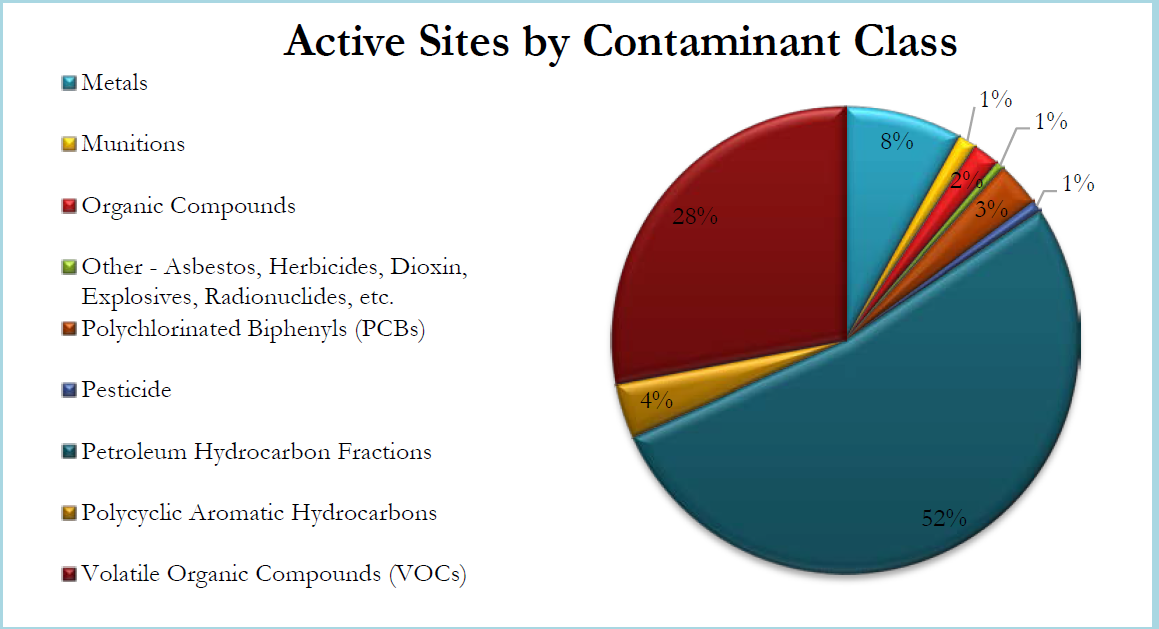 Active Sites by Contaminant Class
Metals
Munitions
Organic Compounds
Other - Asbestos, Herbicides, Dioxin,
Explosives, Radionuclides, etc.
Polychlorinated Biphenyls (PCBs)
Pesticide
Petroleum Hydrocarbon Fractions
Polycyclic Aromatic Hydrocarbons
Volatile Organic Compounds (VOCs)
8%
1%
2%
1%
3%
1%
52%
4%
28%